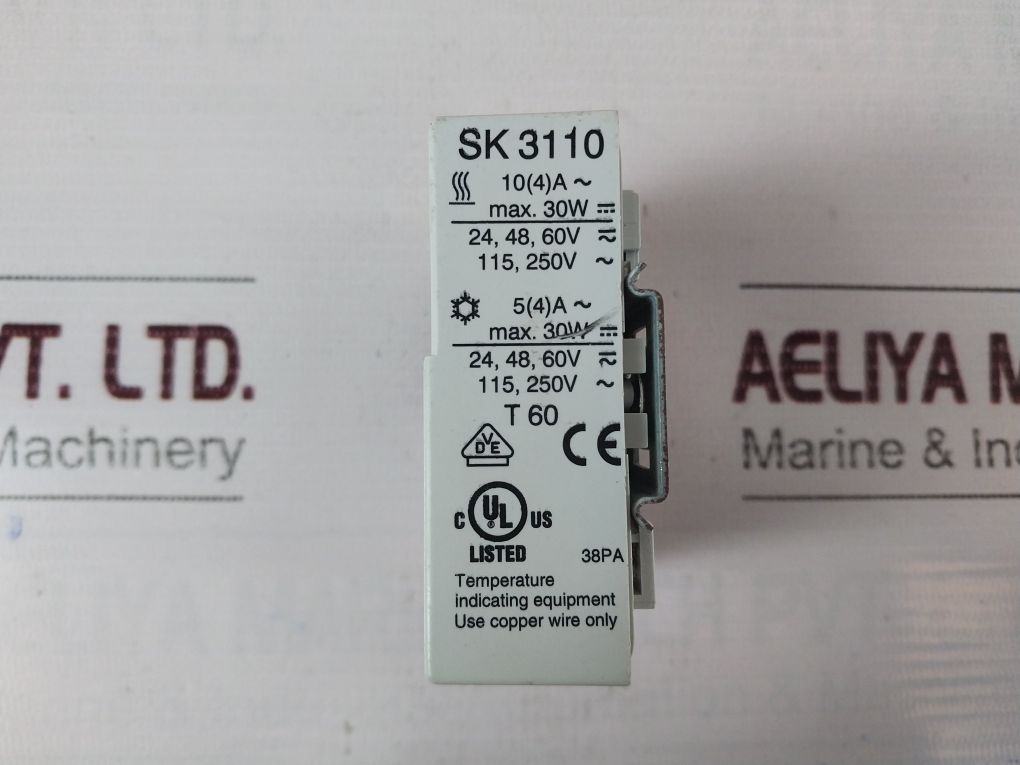 SK 3110
10(4)A ~
max. 30W ⎓
24, 48, 60V ≂
115, 250V ~
5(4)A ~
max. 30W ⎓
24, 48, 60V ≂
115, 250V ~
T 60
VDE
CE
C UL US
LISTED
38PA
Temperature
indicating equipment
Use copper wire only
VT. LTD.
Machinery
AELIYA M
Marine & Ind